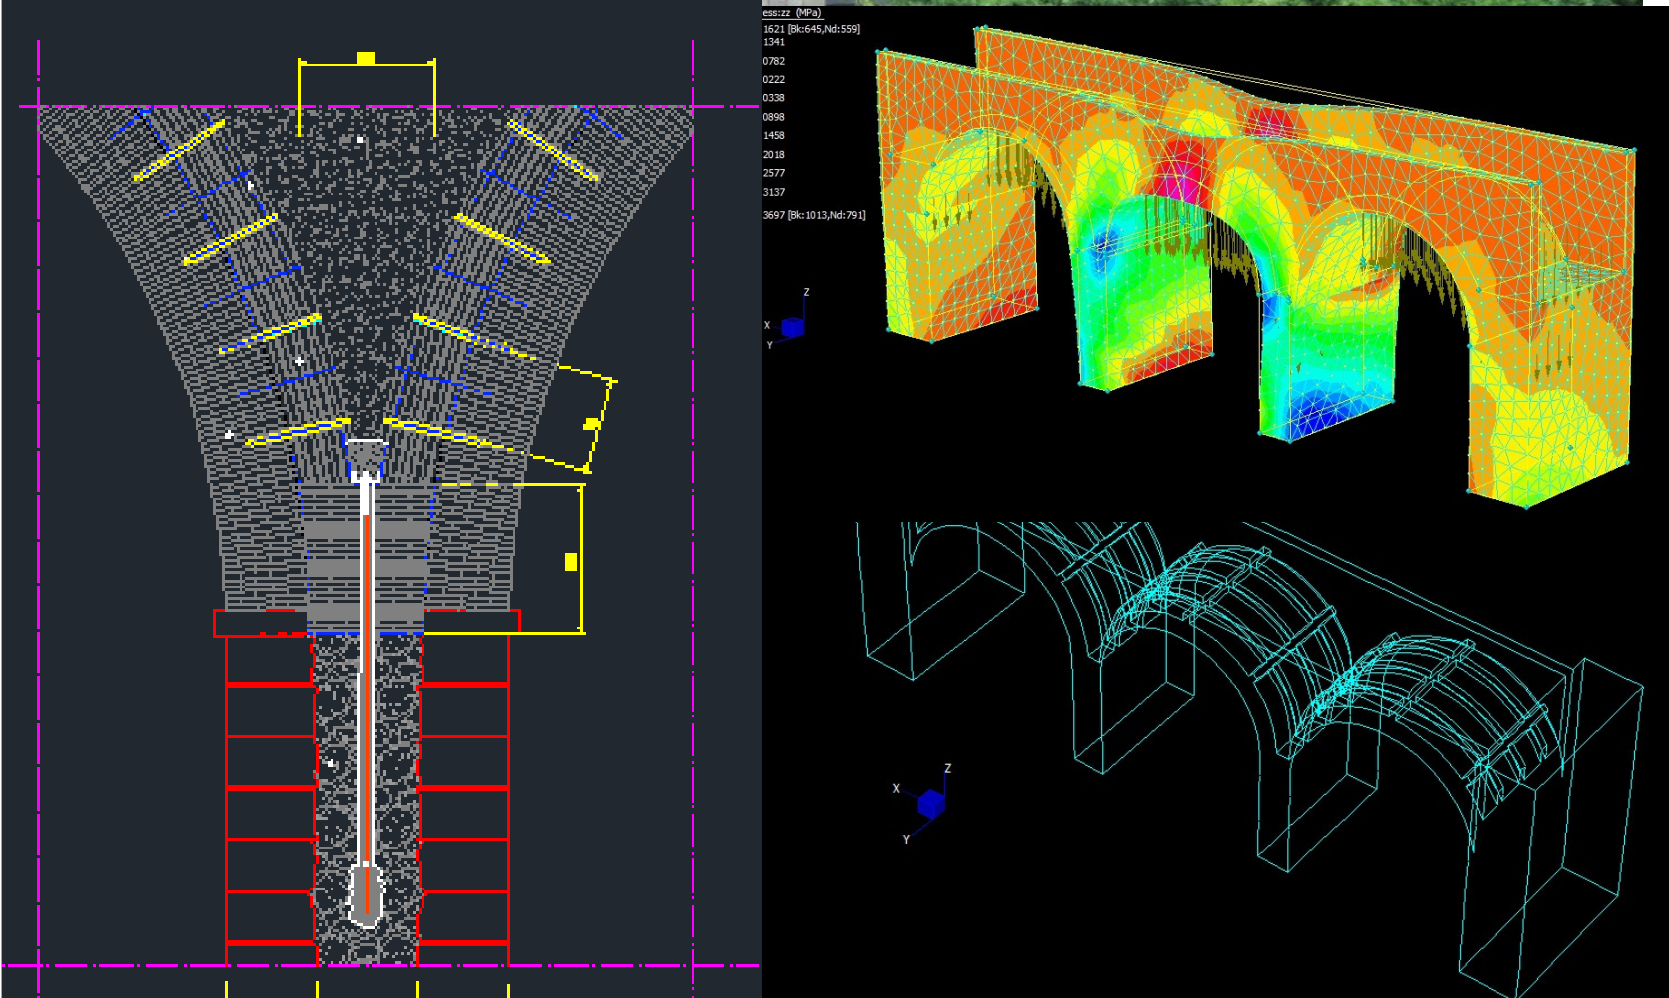 ess:zz (MPa)
1621 [Bk:645,Nd:559]
1341
0782
0222
0338
0898
1458
2018
2577
3137
3697 [Bk:1013,Nd:791]
Z
X
Y
Z
X
Y